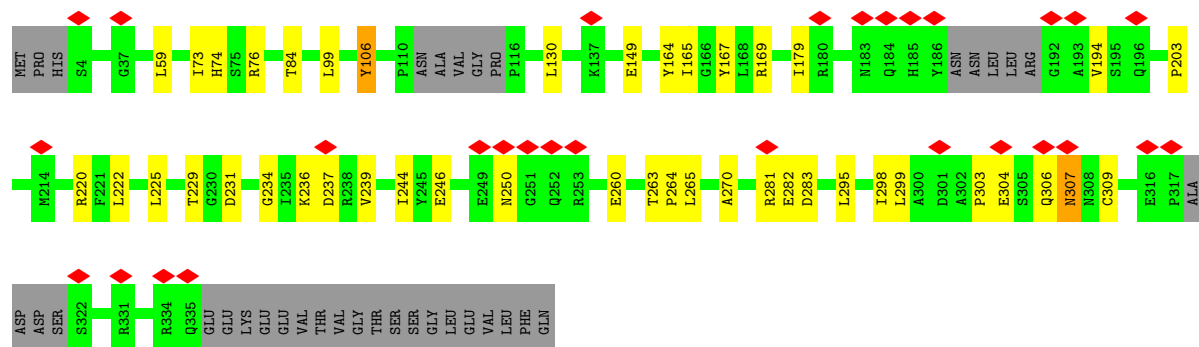 MET PRO HIS S4 G37 L59 I73 H74 S75 R76 T84 L99 Y106 P110 ASN ALA VAL GLY PRO P116 L130 K137 E149 Y164 I165 G166 Y167 L168 R169 I179 R180 N183 Q184 H185 Y186 ASN ASN LEU LEU ARG G192 A193 V194 S195 Q196 P203
M214 R220 F221 L222 L225 T229 G230 D231 G234 I235 K236 D237 R238 V239 I244 Y245 E246 E249 N250 G251 Q252 R253 E260 T263 P264 L265 A270 R281 E282 D283 L295 I298 L299 A300 D301 A302 P303 E304 S305 Q306 N307 N308 C309 E316 P317 ALA
ASP ASP SER S322 R331 R334 Q335 GLU GLU LYS GLU GLU VAL THR VAL GLY THR SER SER GLY LEU GLU VAL LEU PHE GLN